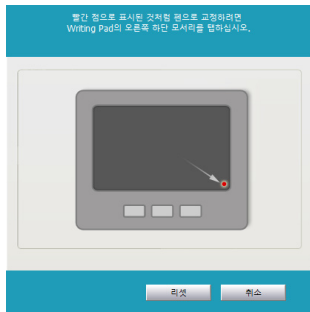 빨간 점으로 표시된 것처럼 펜으로 교정하려면
Writing Pad의 오른쪽 하단 모서리를 탭하십시오.
리셋
취소